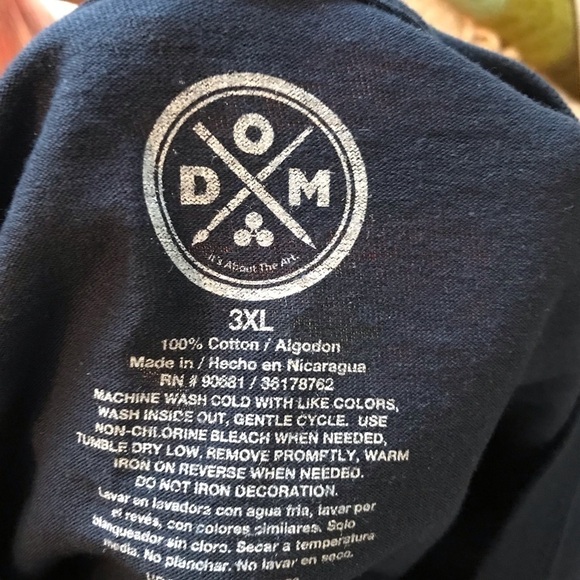 O
D M
It's About The Art.
3XL
100% Cotton / Algodon
Made in / Hecho en Nicaragua
RN # 90681 / 36178762
MACHINE WASH COLD WITH LIKE COLORS,
WASH INSIDE OUT, GENTLE CYCLE. USE
NON-CHLORINE BLEACH WHEN NEEDED,
TUMBLE DRY LOW, REMOVE PROMPTLY, WARM
IRON ON REVERSE WHEN NEEDED.
DO NOT IRON DECORATION.
Lavar en lavadora con agua fria, lavar por
el revés, con colores similares. Solo
blanqueador sin cloro. Secar a temperatura
media. No planchar. No lavar en seco.